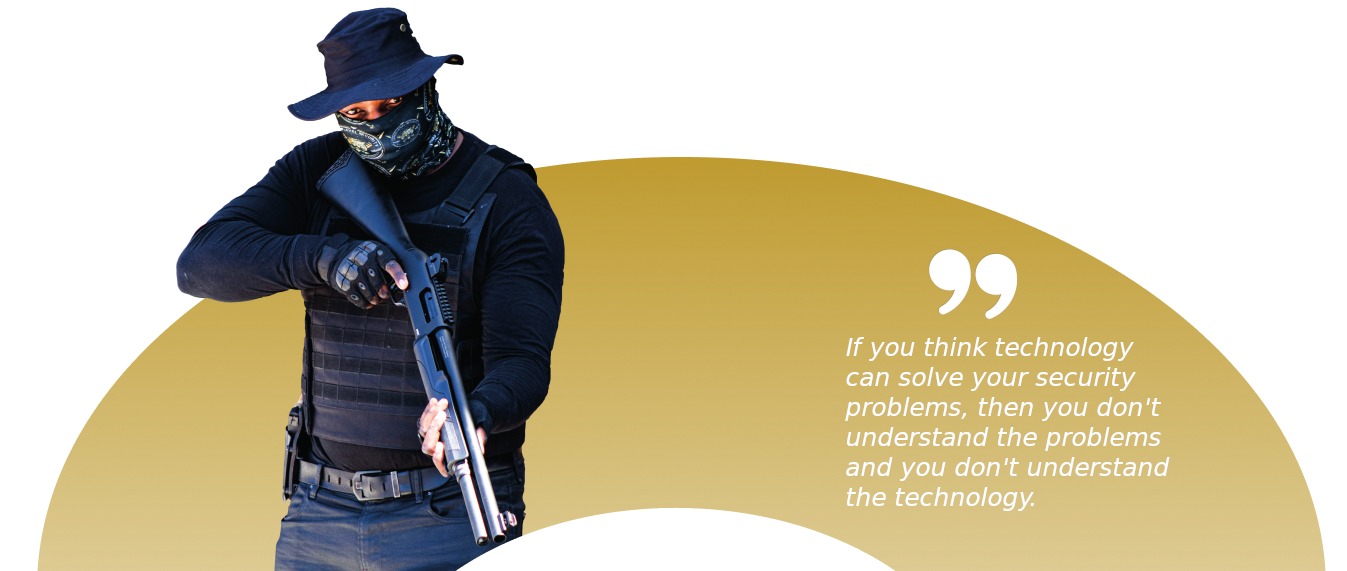 If you think technology
can solve your security
problems, then you don't
understand the problems
and you don't understand
the technology.